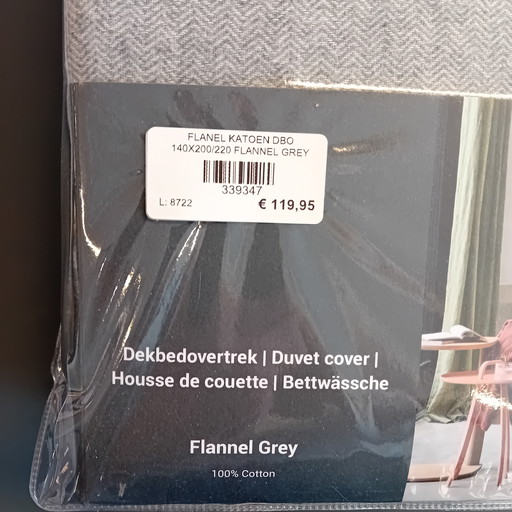 FLANEL KATOEN DBO
140X200/220 FLANNEL GREY
339347
L: 8722
€ 119,95
Dekbedovertrek | Duvet cover |
Housse de couette | Bettwässche
Flannel Grey
100% Cotton